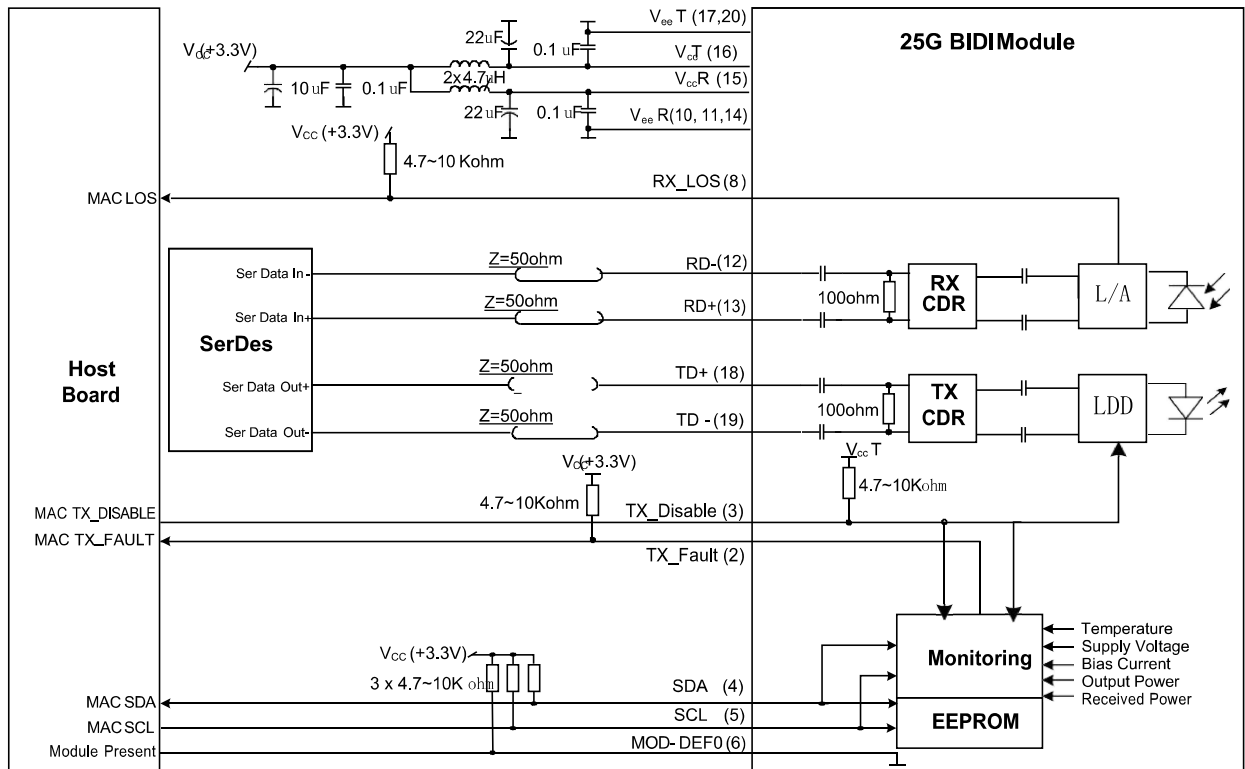 VCC(+3.3V)
10 uF
0.1 uF
22uF
0.1 uF
2x4.7uH
22uF
0.1uF
Vee T (17,20)
VccT (16)
VccR (15)
Vee R(10, 11,14)
25G BIDI Module
VCC (+3.3V)
4.7~10 Kohm
MAC LOS
RX_LOS (8)
Ser Data In -
Z=50ohm
RD-(12
100ohm
RX
CDR
L/A
Ser Data In+
Z=50ohm
RD+(13)
SerDes
Host
Board
Ser Data Out+
Z=50ohm
TD+ (18)
100ohm
TX
CDR
LDD
Ser Data Out-
Z=50ohm
TD - (19)
VCC(+3.3V)
4.7~10Kohm
Vcc T
4.7~10Kohm
MAC TX_DISABLE
TX_Disable (3)
MAC TX_FAULT
TX_Fault (2)
VCC (+3.3V)
3 x 4.7~10K ohm
Monitoring
EEPROM
Temperature
Supply Voltage
Bias Current
Output Power
Received Power
MAC SDA
SDA (4)
MAC SCL
SCL (5)
Module Present
MOD- DEF0 (6)